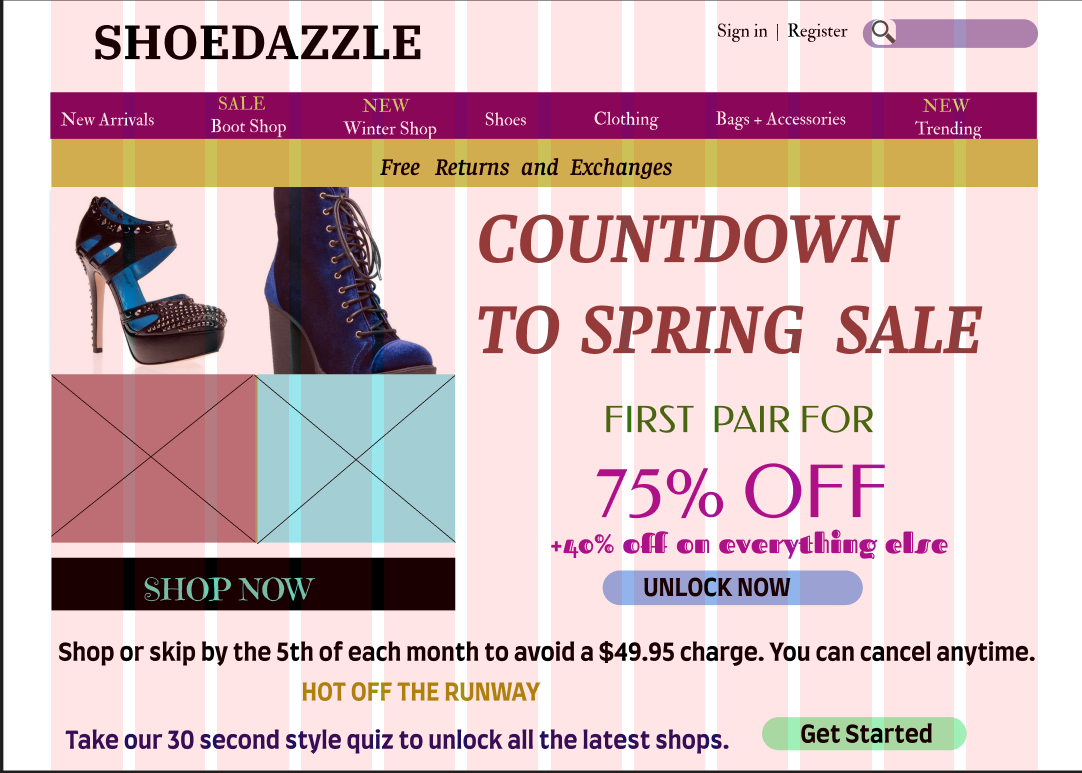 SHOEDAZZLE
Sign in | Register
New Arrivals
SALE
Boot Shop
NEW
Winter Shop
Shoes
Clothing
Bags + Accessories
NEW
Trending
Free Returns and Exchanges
COUNTDOWN
TO SPRING SALE
FIRST PAIR FOR
75% OFF
+40% off on everything else
UNLOCK NOW
SHOP NOW
Shop or skip by the 5th of each month to avoid a $49.95 charge. You can cancel anytime.
HOT OFF THE RUNWAY
Take our 30 second style quiz to unlock all the latest shops.
Get Started